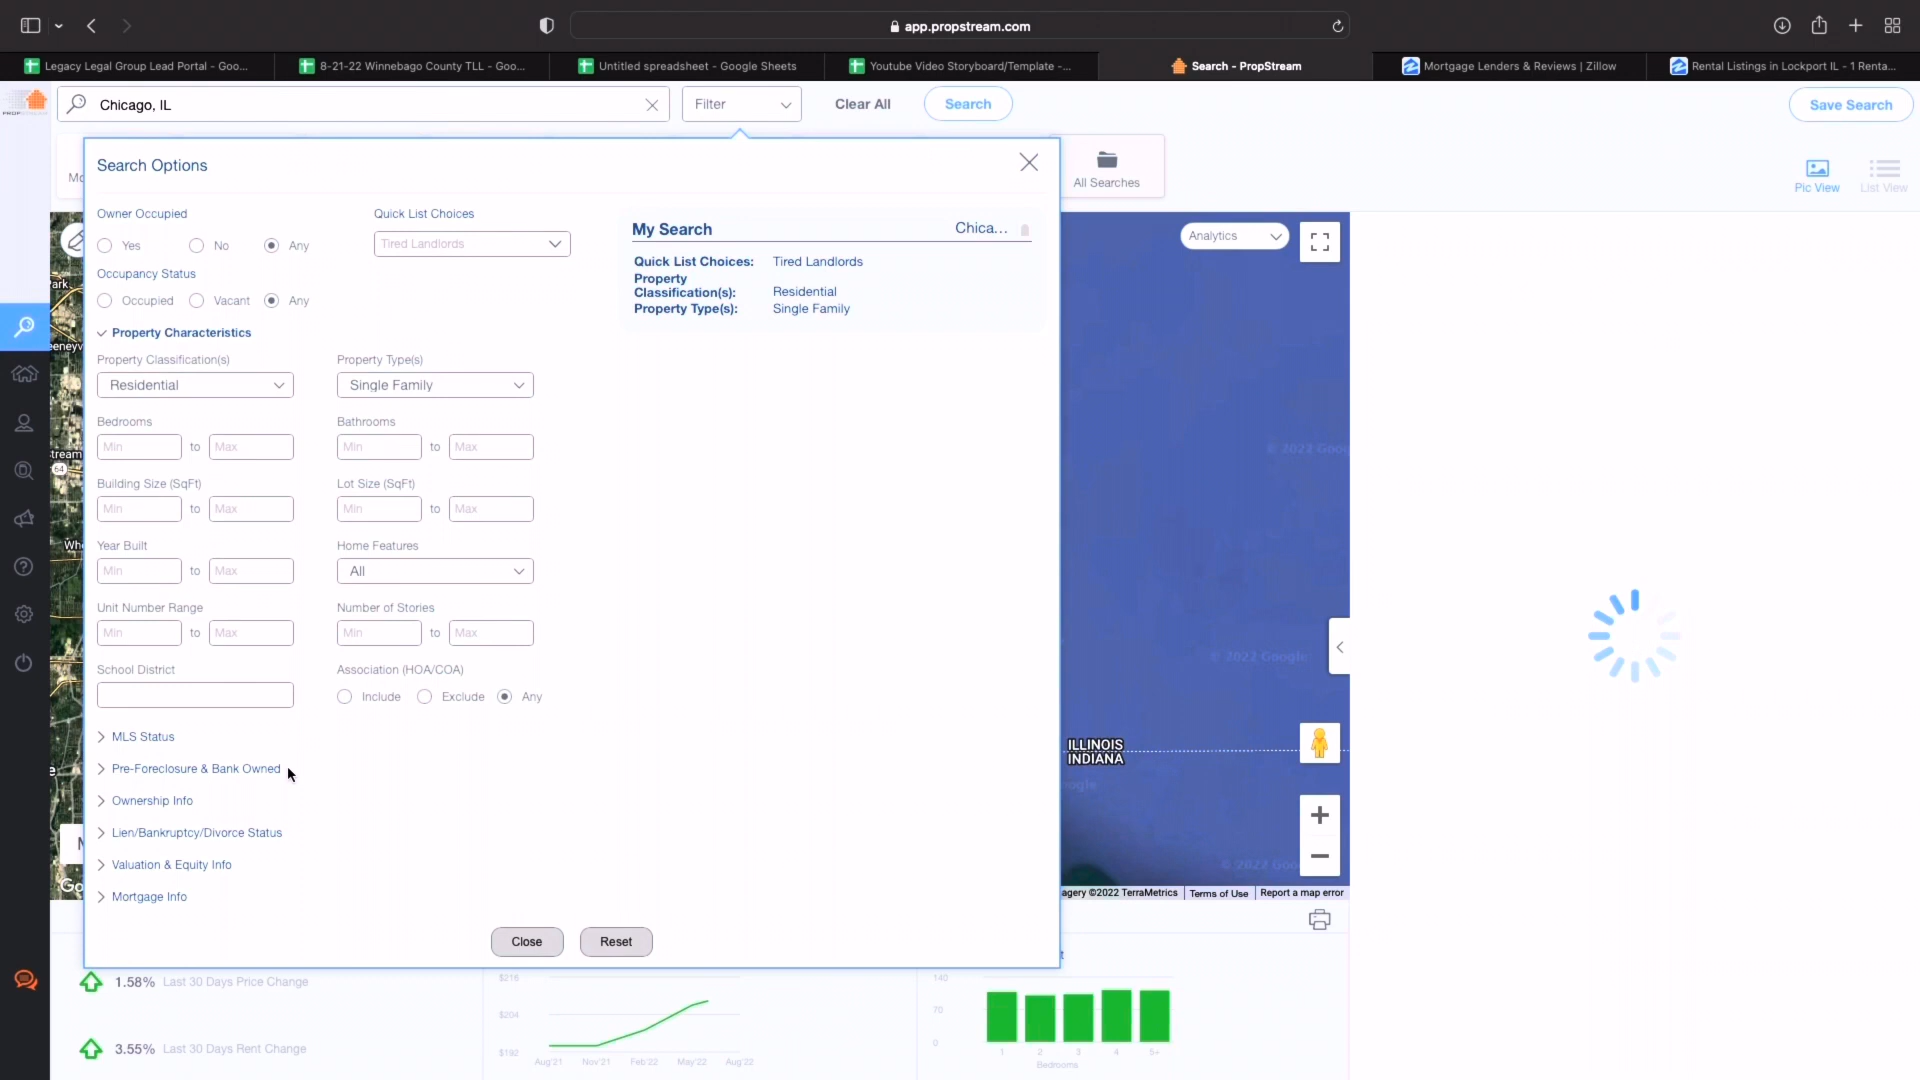 app.propstream.com
Legacy Legal Group Lead Portal - Goo...
8-21-22 Winnebago County TLL - Goo...
Untitled spreadsheet - Google Sheets
Youtube Video Storyboard/Template -...
Search - PropStream
Mortgage Lenders & Reviews | Zillow
Rental Listings in Lockport IL - 1 Renta...
Chicago, IL
Filter
Clear All
Search
Save Search
Search Options
All Searches
Pic View
List View
Owner Occupied
Quick List Choices
Yes
No
Any
Tired Landlords
Occupancy Status
Occupied
Vacant
Any
My Search
Chica...
Quick List Choices: Tired Landlords
Property
Classification(s): Residential
Property Type(s): Single Family
Analytics
Property Characteristics
Property Classification(s)
Property Type(s)
Residential
Single Family
Bedrooms
Bathrooms
Min to Max
Min to Max
Building Size (SqFt)
Lot Size (SqFt)
Min to Max
Min to Max
Year Built
Home Features
Min to Max
All
Unit Number Range
Number of Stories
Min to Max
Min to Max
School District
Association (HOA/COA)
Include
Exclude
Any
MLS Status
Pre-Foreclosure & Bank Owned
Ownership Info
Lien/Bankruptcy/Divorce Status
Valuation & Equity Info
Mortgage Info
Close
Reset
64
© 2022 Goo
© 2022 Google
ILLINOIS
INDIANA
ogle
© 2022 Goo
Go
agery ©2022 TerraMetrics
Terms of Use
Report a map error
1.58% Last 30 Days Price Change
3.55% Last 30 Days Rent Change
$216
$204
$192
Aug'21
Nov'21
Feb'22
May'22
Aug'22
140
70
0
1
2
3
4
5+
Bedrooms